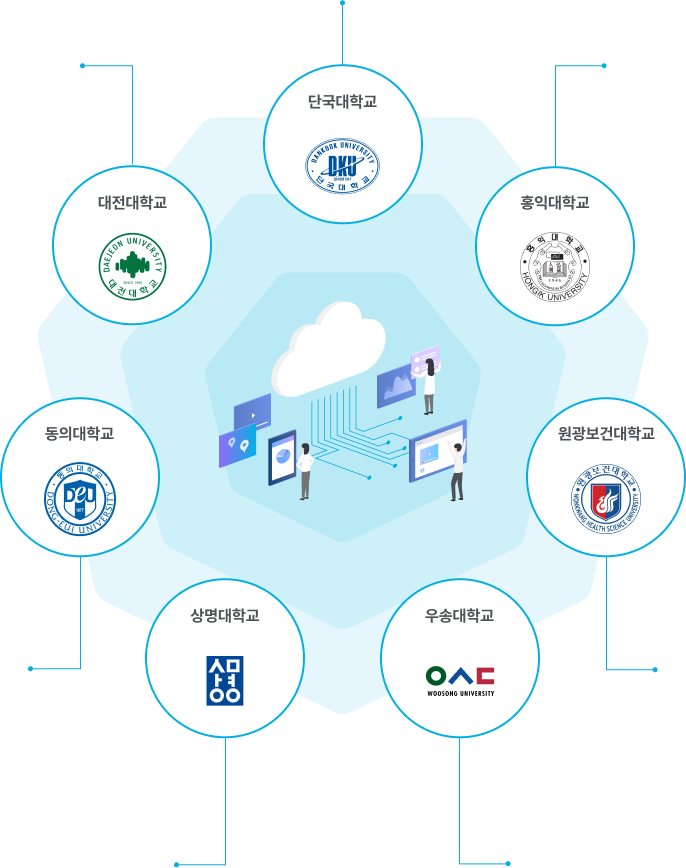 단국대학교
DANKOOK UNIVERSITY
DKU
단국대학교
대전대학교
DAEJEON UNIVERSITY
SINCE 1980
대전대학교
홍익대학교
홍익대학교
1946
HONGIK UNIVERSITY
동의대학교
동의대학교
DEU
1977
DONG-EUI UNIVERSITY
원광보건대학교
원광보건대학교
WONKWANG HEALTH SCIENCE UNIVERSITY
상명대학교
상명
우송대학교
WOOSONG UNIVERSITY